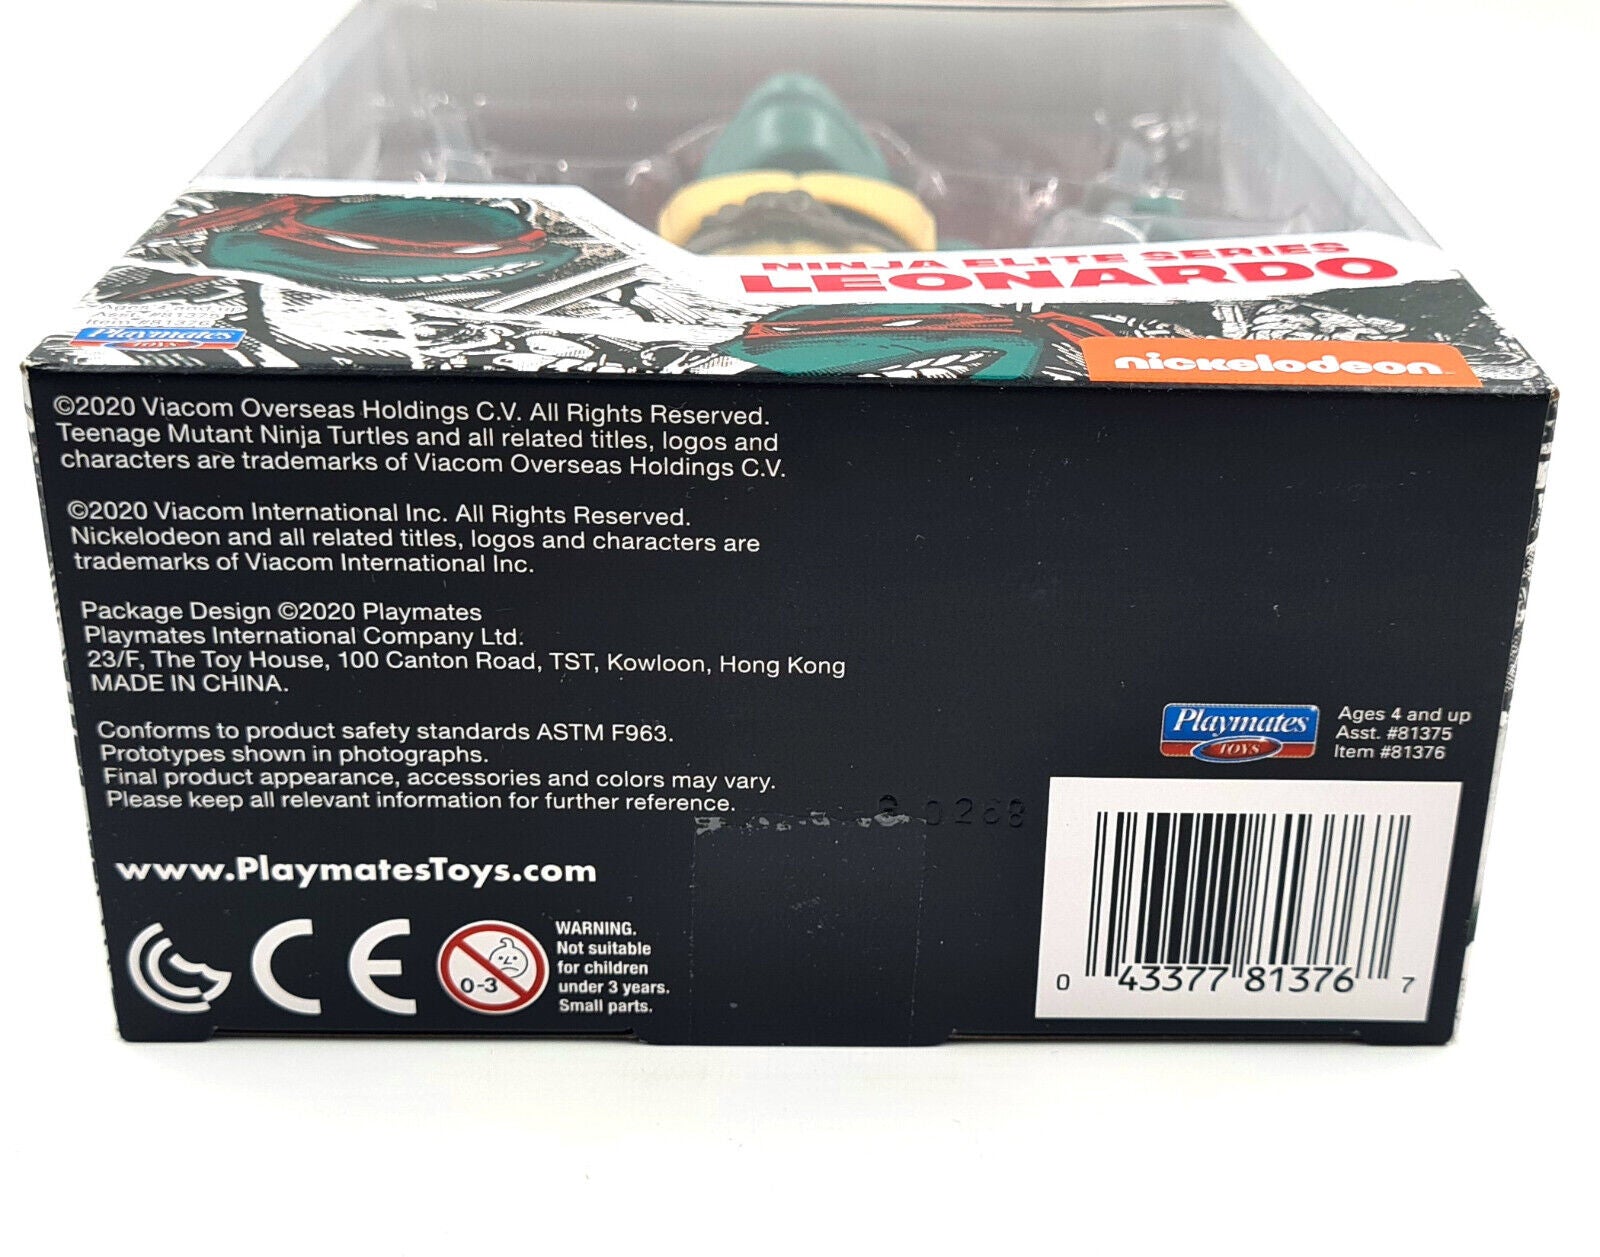 NINJA ELITE SERIES
LEONARDO
Playmates
TOYS
nickelodeon
©2020 Viacom Overseas Holdings C.V. All Rights Reserved.
Teenage Mutant Ninja Turtles and all related titles, logos and
characters are trademarks of Viacom Overseas Holdings C.V.
©2020 Viacom International Inc. All Rights Reserved.
Nickelodeon and all related titles, logos and characters are
trademarks of Viacom International Inc.
Package Design ©2020 Playmates
Playmates International Company Ltd.
23/F, The Toy House, 100 Canton Road, TST, Kowloon, Hong Kong
MADE IN CHINA.
Conforms to product safety standards ASTM F963.
Prototypes shown in photographs.
Final product appearance, accessories and colors may vary.
Please keep all relevant information for further reference.
www.PlaymatesToys.com
CE
0-3
WARNING.
Not suitable
for children
under 3 years.
Small parts.
Playmates
TOYS
Ages 4 and up
Asst. #81375
Item #81376
0 43377 81376 7